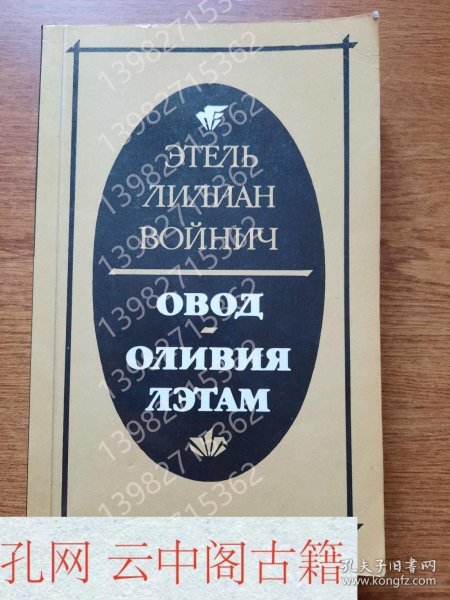 ЭТЕЛЬ
ЛИЛИАН
ВОЙНИЧ
ОВОД
-
ОЛИВИЯ
ЛЭТАМ
13982715362
孔网 云中阁古籍
孔夫子旧书网
www.kongfz.com